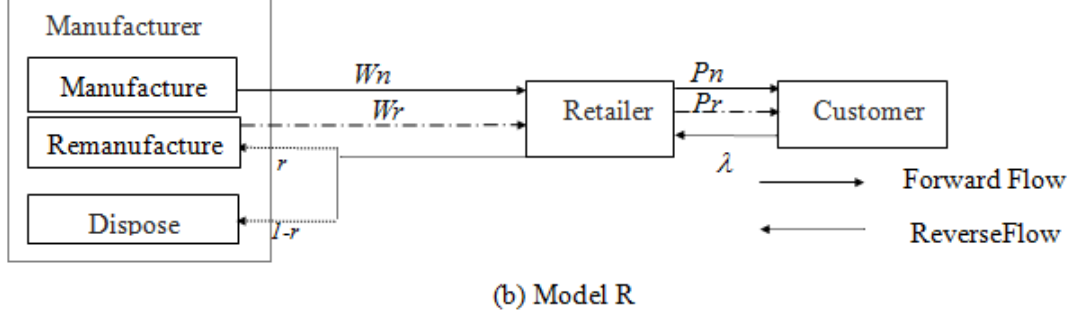 Manufacturer
Manufacture
Wn
Pn
Retailer
Customer
Wr
Pr
Remanufacture
r
λ
Forward Flow
Dispose
1-r
ReverseFlow
(b) Model R